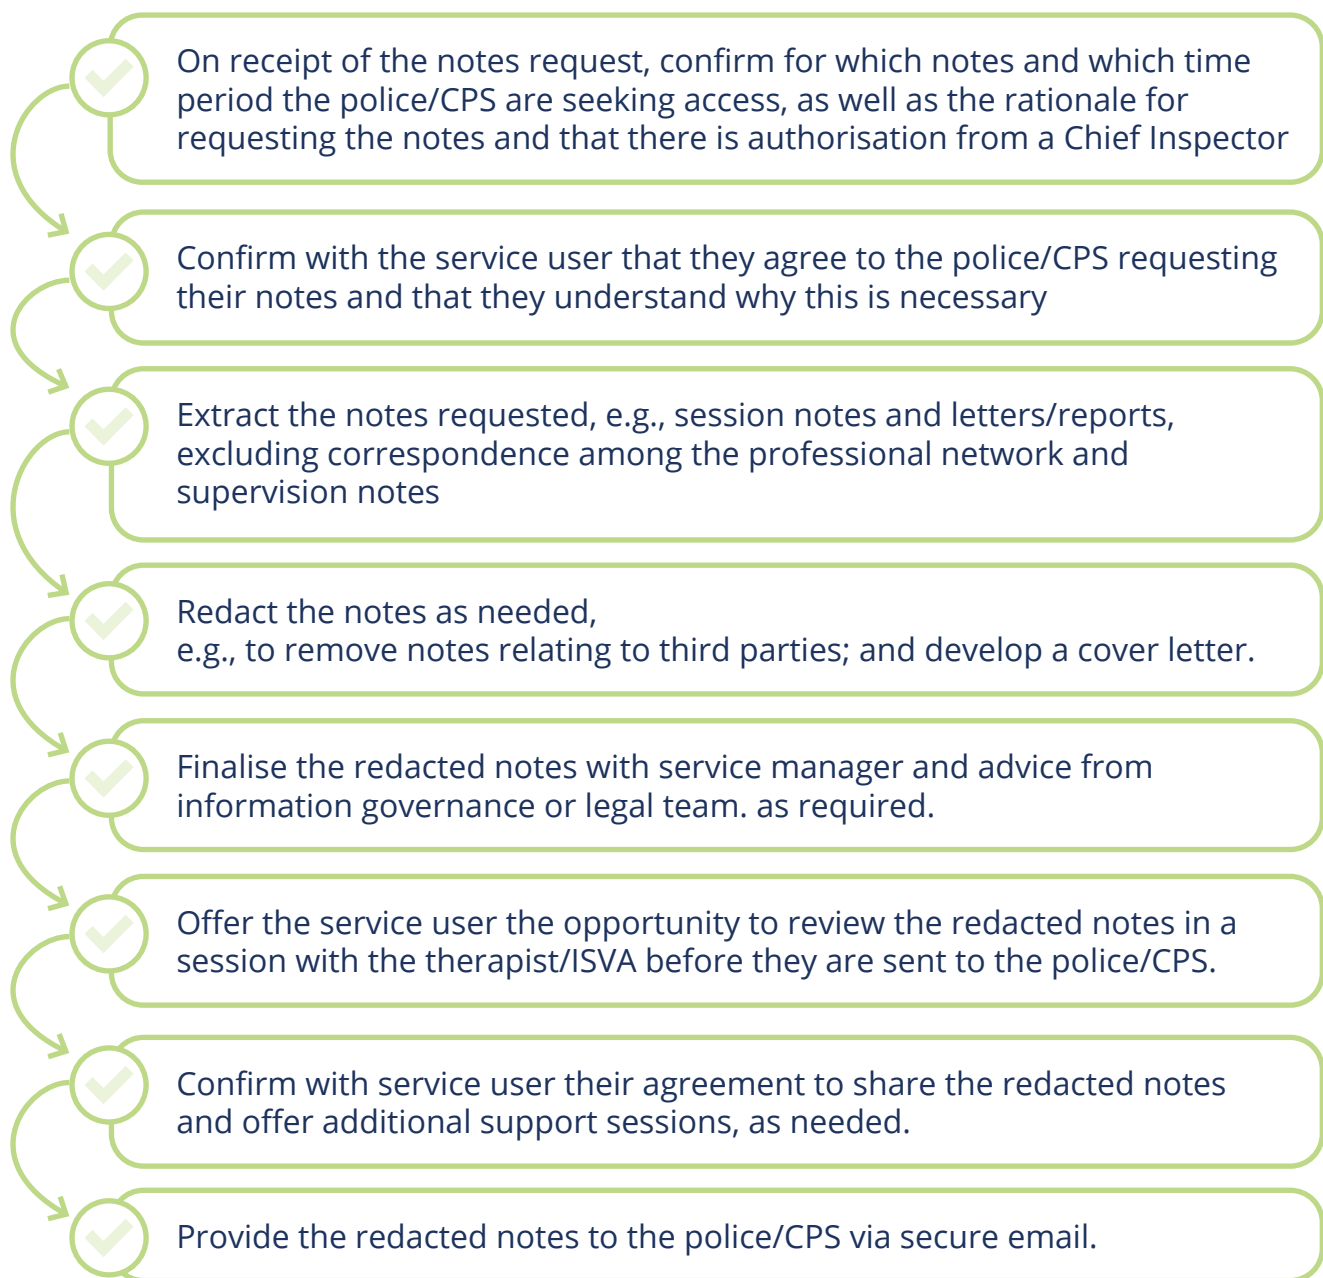 On receipt of the notes request, confirm for which notes and which time
period the police/CPS are seeking access, as well as the rationale for
requesting the notes and that there is authorisation from a Chief Inspector
Confirm with the service user that they agree to the police/CPS requesting
their notes and that they understand why this is necessary
Extract the notes requested, e.g., session notes and letters/reports,
excluding correspondence among the professional network and
supervision notes
Redact the notes as needed,
e.g., to remove notes relating to third parties; and develop a cover letter.
Finalise the redacted notes with service manager and advice from
information governance or legal team. as required.
Offer the service user the opportunity to review the redacted notes in a
session with the therapist/ISVA before they are sent to the police/CPS.
Confirm with service user their agreement to share the redacted notes
and offer additional support sessions, as needed.
Provide the redacted notes to the police/CPS via secure email.